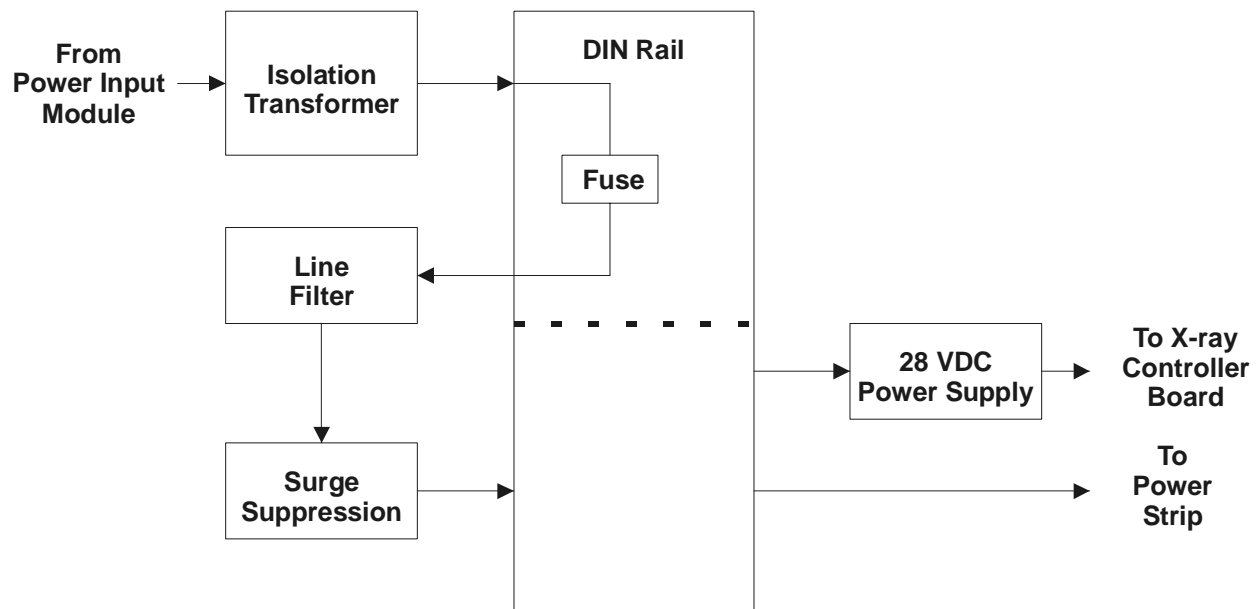 From
Power Input
Module
Isolation
Transformer
DIN Rail
Fuse
Line
Filter
28 VDC
Power Supply
To X-ray
Controller
Board
Surge
Suppression
To
Power
Strip